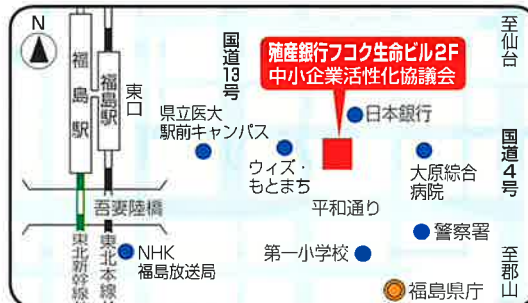 N
福島駅
福島駅
東口
国道13号
殖産銀行フコク生命ビル2F
中小企業活性化協議会
至仙台
日本銀行
県立医大
駅前キャンパス
ウィズ・
もとまち
大原綜合
病院
国道4号
平和通り
吾妻陸橋
警察署
NHK
福島放送局
第一小学校
至郡山
福島県庁
東北新幹線
東北本線